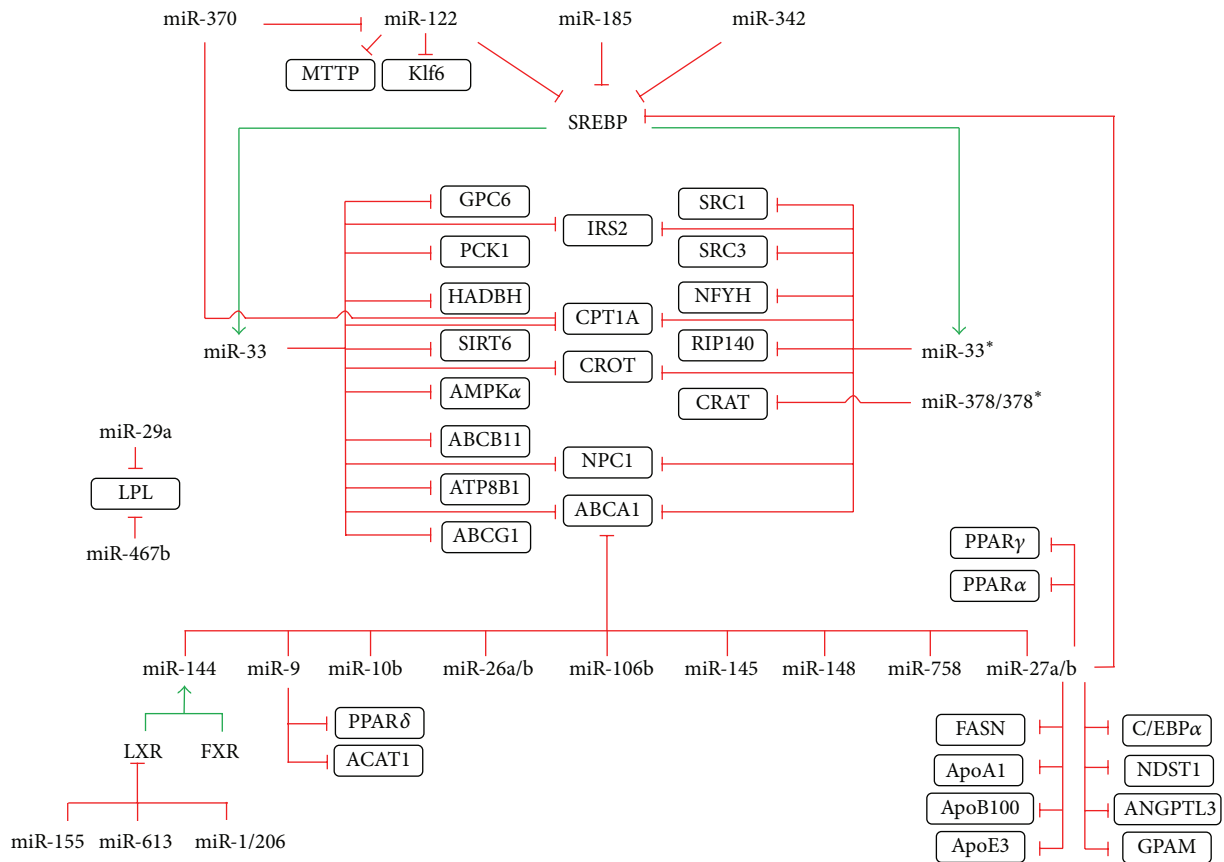 miR-370 miR-122 miR-185 miR-342
MTTP Klf6
SREBP
GPC6 SRC1
IRS2
PCK1 SRC3
HADBH NFYH
CPT1A
miR-33 SIRT6 RIP140 miR-33*
CROT
AMPKα CRAT miR-378/378*
miR-29a
ABCB11
NPC1
LPL ATP8B1
ABCA1
ABCG1
miR-467b PPARγ
PPARα
miR-144 miR-9 miR-10b miR-26a/b miR-106b miR-145 miR-148 miR-758 miR-27a/b
PPARδ FASN C/EBPα
LXR FXR
ACAT1 ApoA1 NDST1
ApoB100 ANGPTL3
miR-155 miR-613 miR-1/206 ApoE3 GPAM